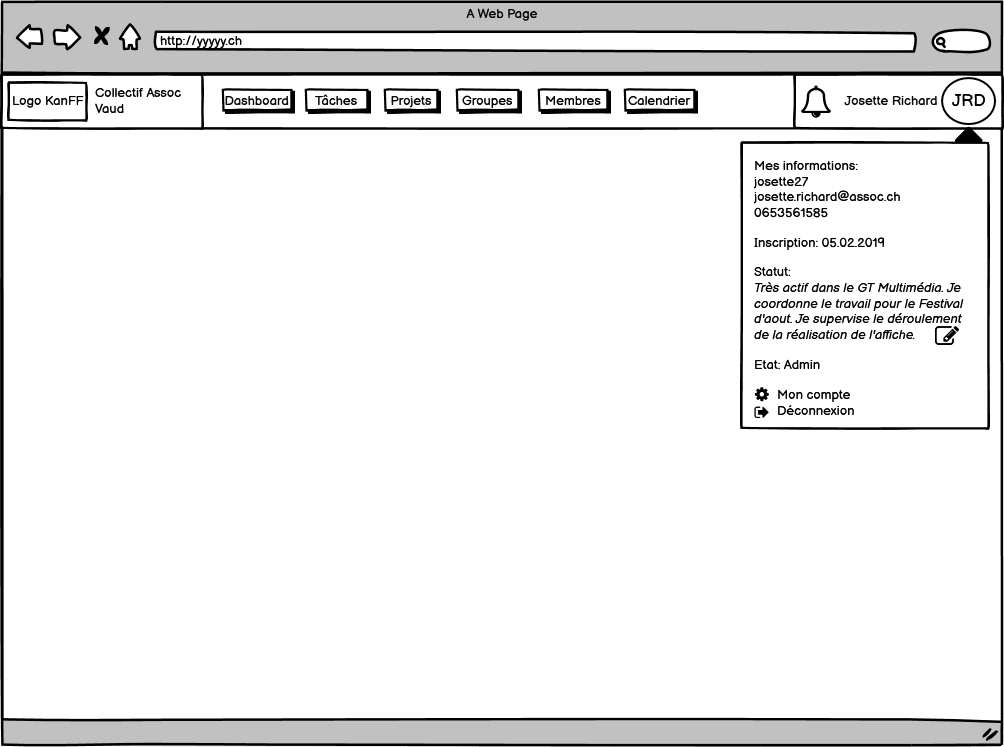 A Web Page
http://yyyyy.ch
Logo KanFF
Collectif Assoc
Vaud
Dashboard
Tâches
Projets
Groupes
Membres
Calendrier
Josette Richard
JRD
Mes informations:
josette27
josette.richard@assoc.ch
0653561585
Inscription: 05.02.2019
Statut:
Très actif dans le GT Multimédia. Je
coordonne le travail pour le Festival
d'aout. Je supervise le déroulement
de la réalisation de l'affiche.
Etat: Admin
Mon compte
Déconnexion